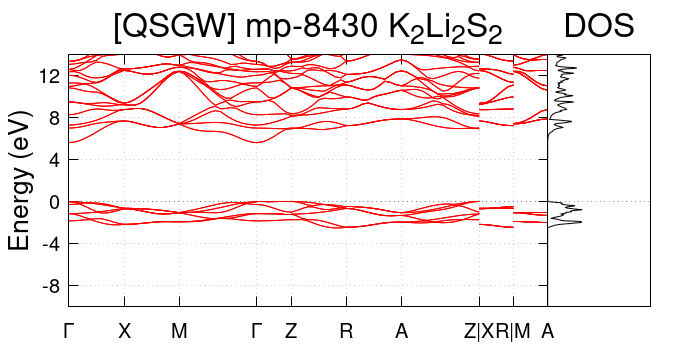 [QSGW] mp-8430 K₂Li₂S₂ DOS
Energy (eV)
12
8
4
0
-4
-8
Γ X M Γ Z R A Z|XR|M A